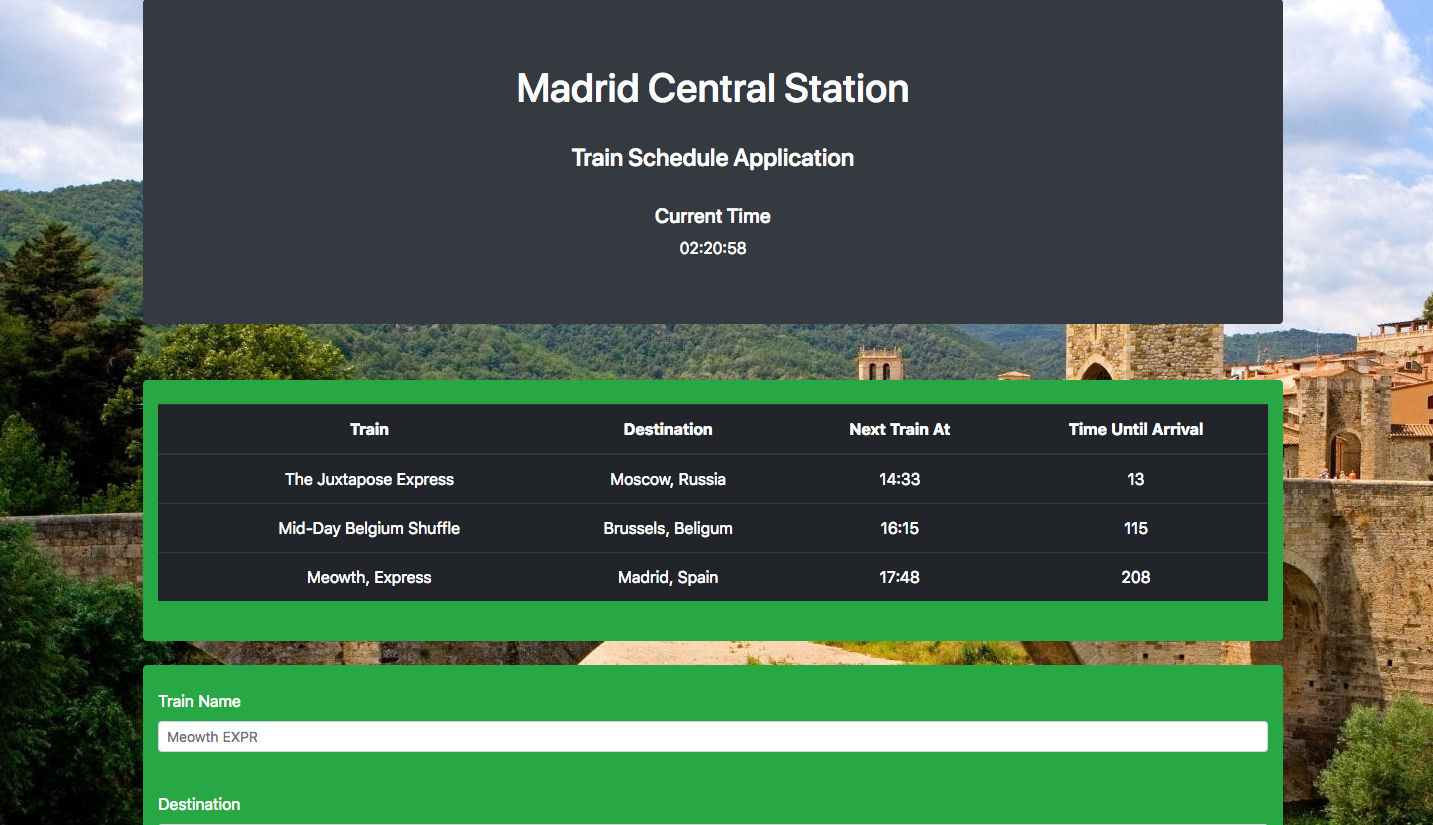 Madrid Central Station
Train Schedule Application
Current Time
02:20:58
Train Destination Next Train At Time Until Arrival
The Juxtapose Express Moscow, Russia 14:33 13
Mid-Day Belgium Shuffle Brussels, Beligum 16:15 115
Meowth, Express Madrid, Spain 17:48 208
Train Name
Meowth EXPR
Destination